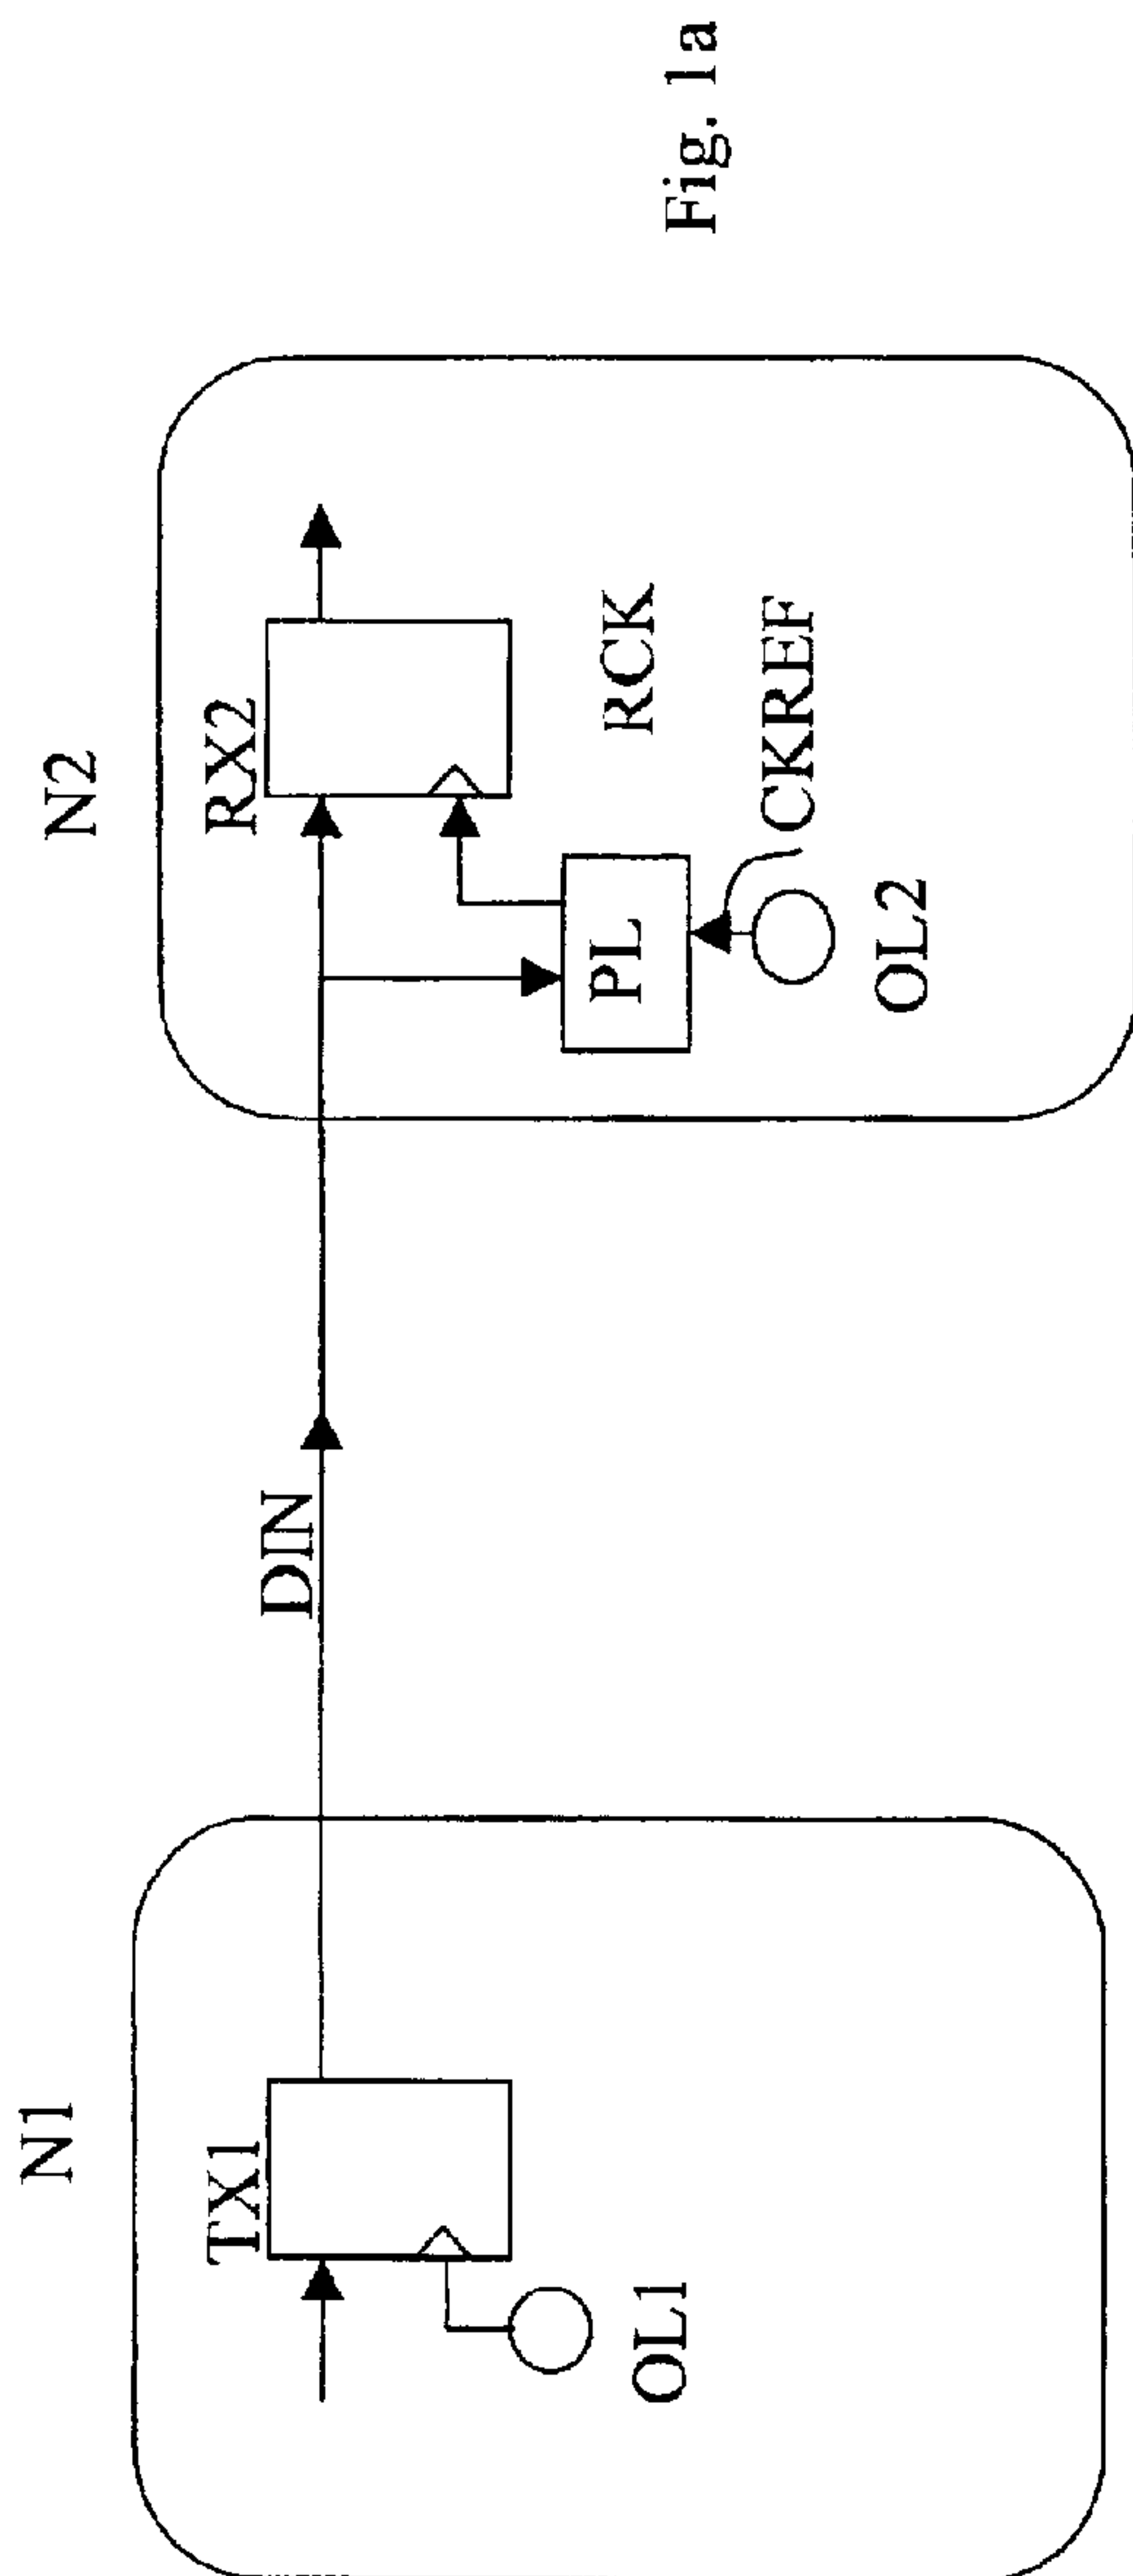 N1
TX1
OL1
DIN
N2
RX2
PL
RCK
CKREF
OL2
Fig. 1a